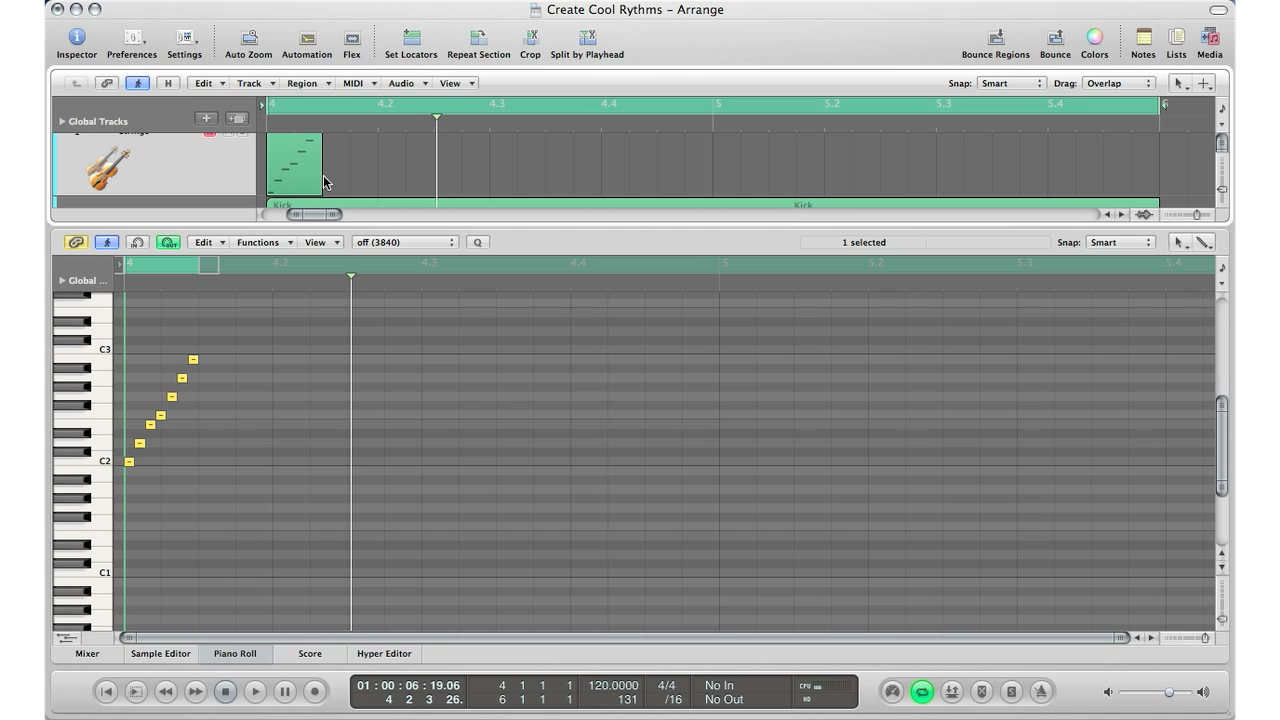 Create Cool Rythms – Arrange
Inspector Preferences Settings Auto Zoom Automation Flex Set Locators Repeat Section Crop Split by Playhead Bounce Regions Bounce Colors Notes Lists Media
H Edit Track Region MIDI Audio View Snap: Smart Drag: Overlap
4 4.2 4.3 4.4 5 5.2 5.3 5.4
Global Tracks
Kick Kick
IN OUT Edit Functions View off (3840) Q 1 selected Snap: Smart
4 4.2 4.3 4.4 5 5.2 5.3 5.4
Global ...
C3
C2
C1
Mixer Sample Editor Piano Roll Score Hyper Editor
01 : 00 : 06 : 19.06 4 1 1 1 120.0000 4/4 No In CPU
4 2 3 26. 4 1 1 1 131 /16 No Out HD
S